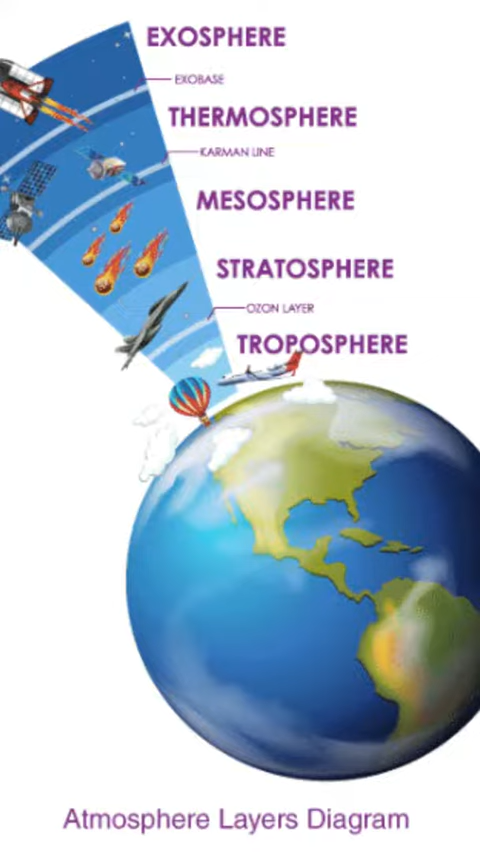 EXOSPHERE
EXOBASE
THERMOSPHERE
KARMAN LINE
MESOSPHERE
STRATOSPHERE
OZON LAYER
TROPOSPHERE
Atmosphere Layers Diagram